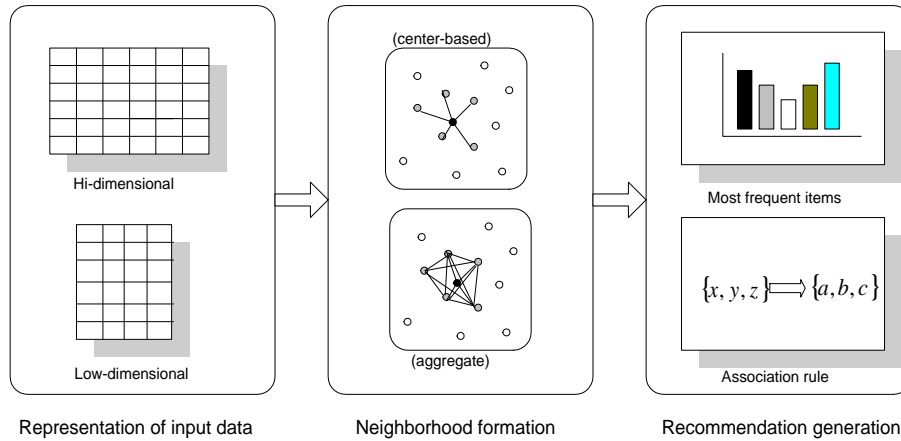 Hi-dimensional
Low-dimensional
Representation of input data
(center-based)
(aggregate)
Neighborhood formation
Most frequent items
{x, y, z} ⇒ {a, b, c}
Association rule
Recommendation generation